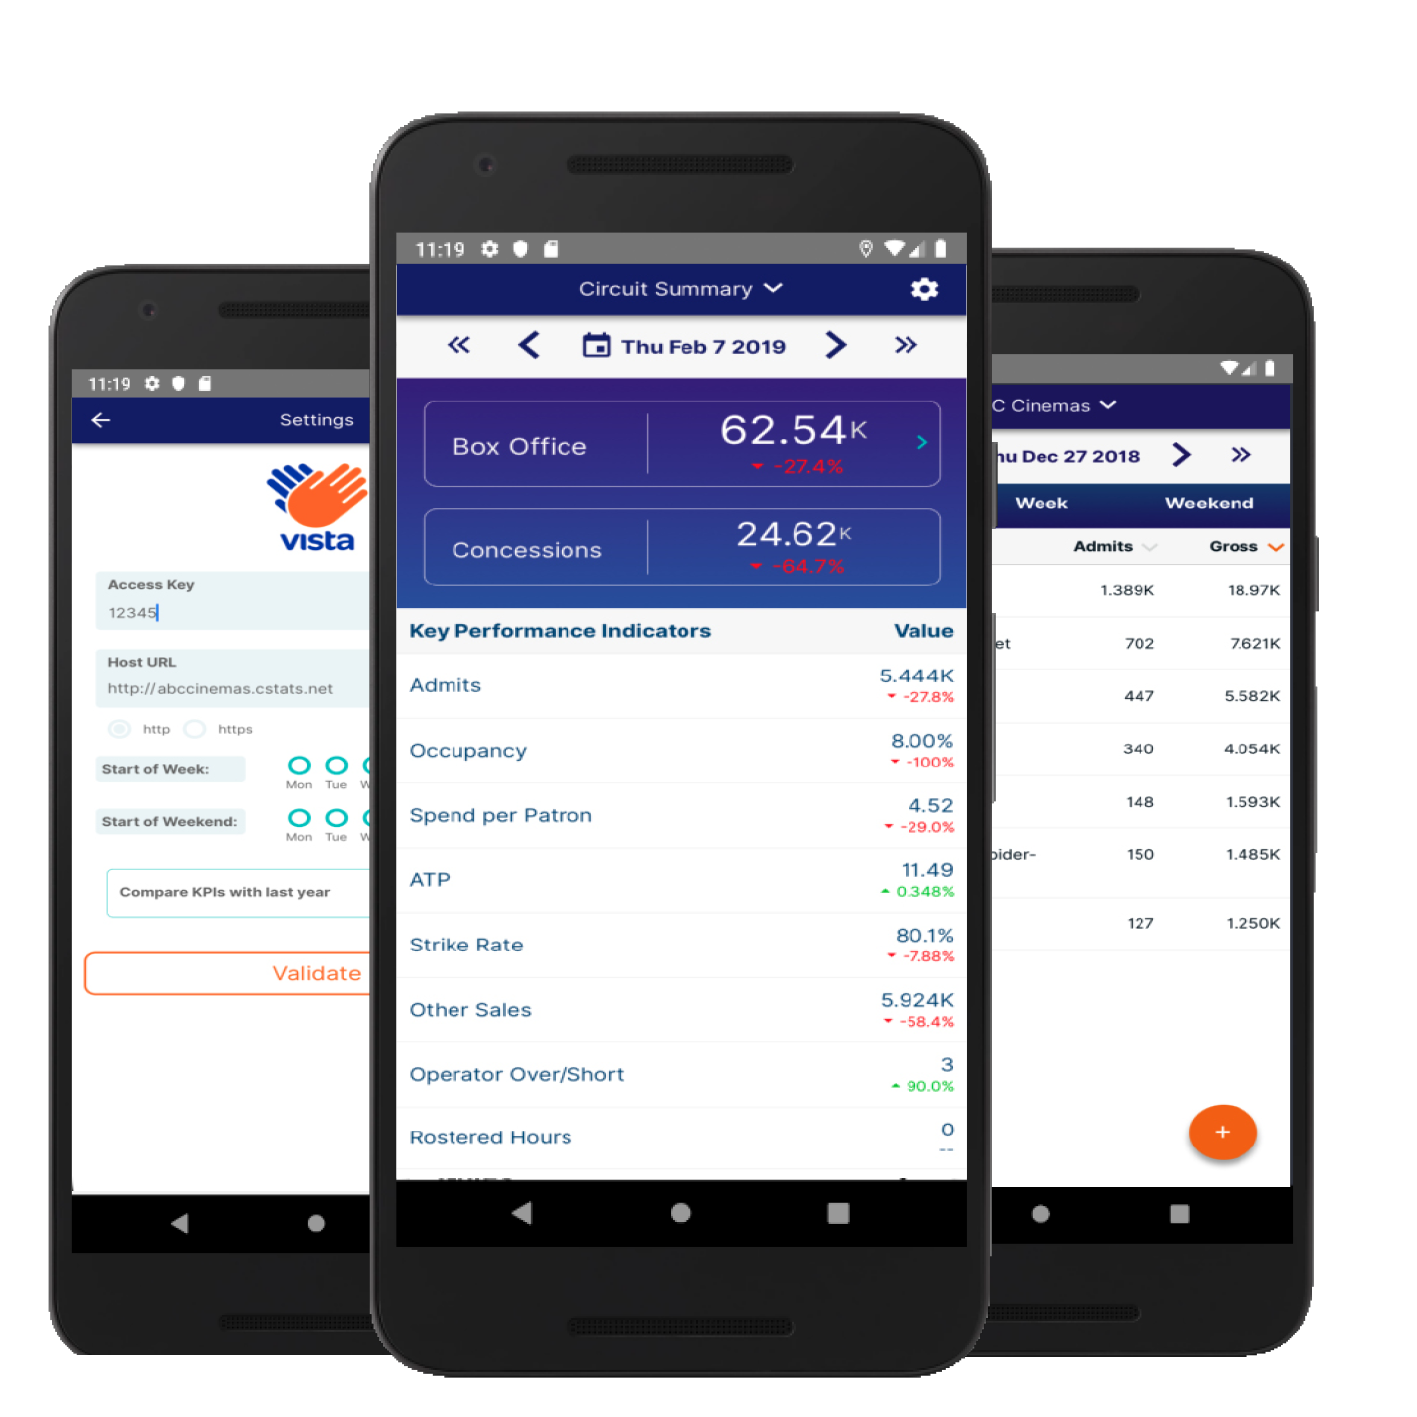 11:19
Settings
vısta
Access Key
12345
Host URL
http://abccinemas.cstats.net
http https
Start of Week:
Mon Tue
Start of Weekend:
Mon Tue
Compare KPIs with last year
Validate
11:19
Circuit Summary
Thu Feb 7 2019
Box Office
62.54K
-27.4%
Concessions
24.62K
-64.7%
Key Performance Indicators Value
Admits 5.444K
-27.8%
Occupancy 8.00%
-100%
Spend per Patron 4.52
-29.0%
ATP 11.49
0.348%
Strike Rate 80.1%
-7.88%
Other Sales 5.924K
-58.4%
Operator Over/Short 3
90.0%
Rostered Hours 0
--
C Cinemas
hu Dec 27 2018
Week Weekend
Admits Gross
1.389K 18.97K
et 702 7.621K
447 5.582K
340 4.054K
148 1.593K
pider- 150 1.485K
127 1.250K
+